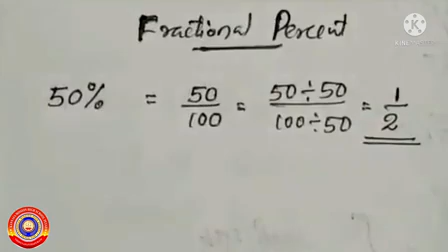 Fractional Percent
50% = 50/100 = 50÷50/100÷50 = 1/2